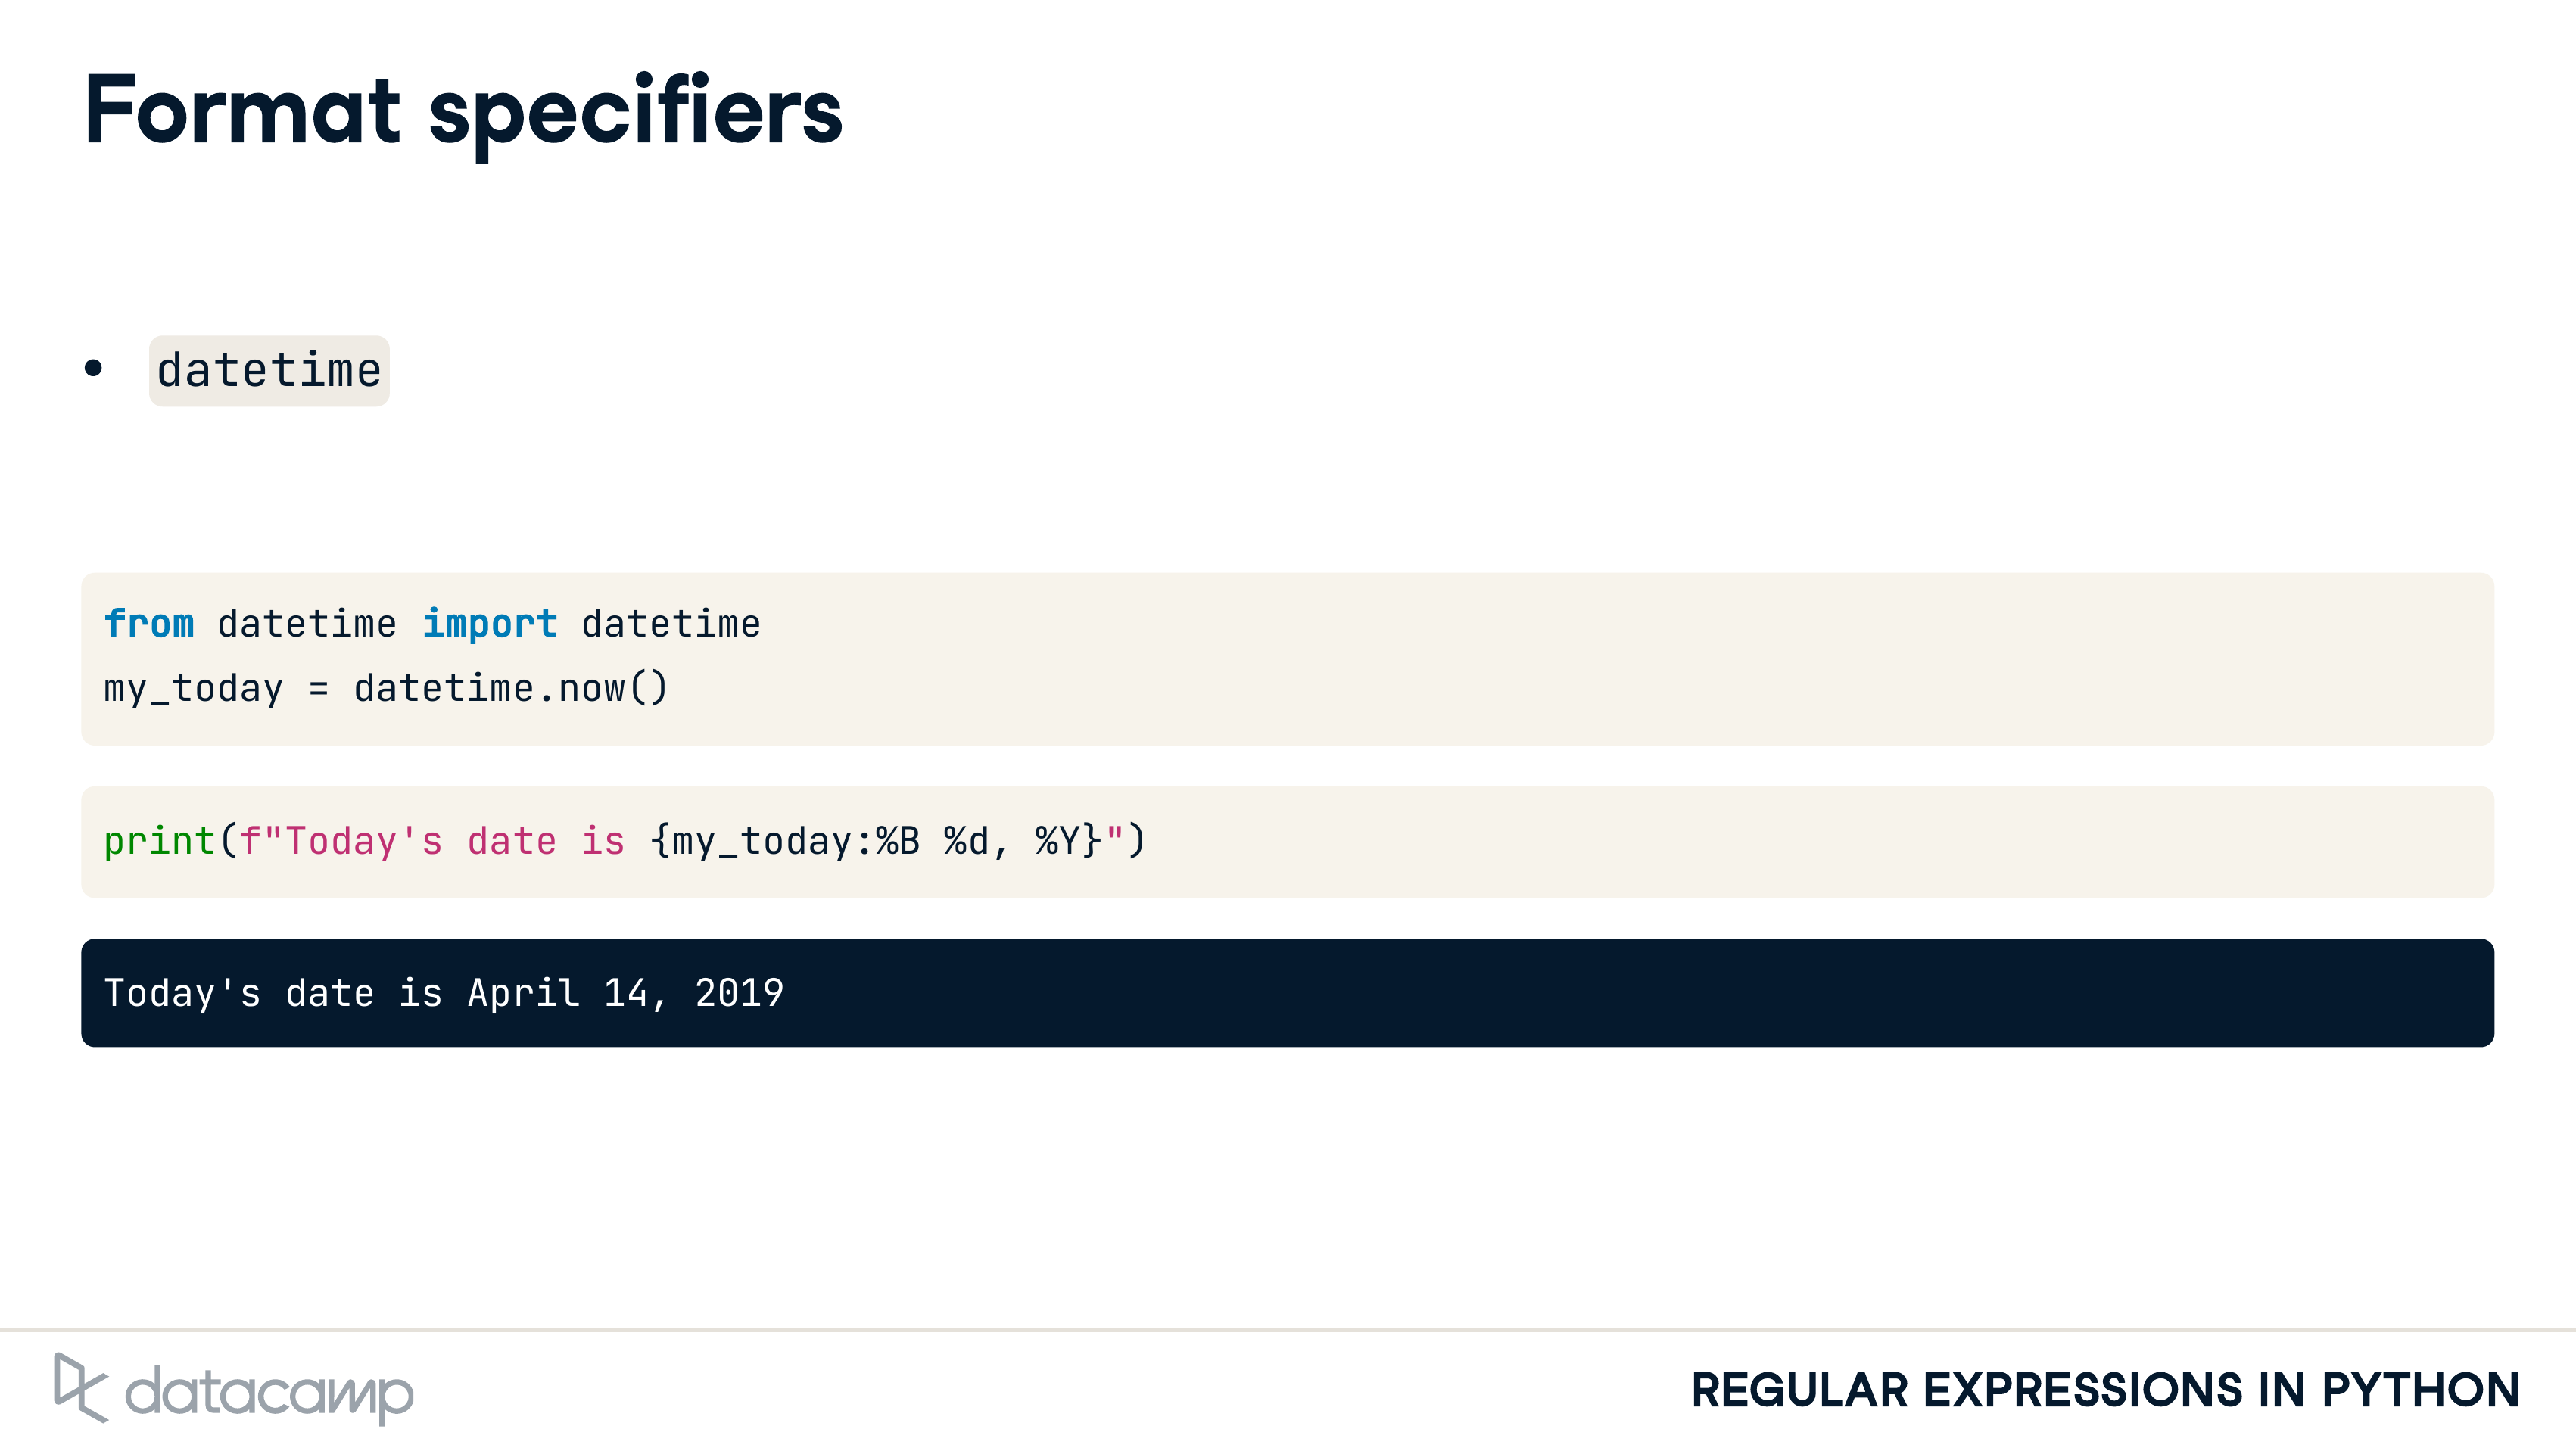 Format specifiers
• datetime
from datetime import datetime
my_today = datetime.now()
print(f"Today's date is {my_today:%B %d, %Y}")
Today's date is April 14, 2019
datacamp
REGULAR EXPRESSIONS IN PYTHON